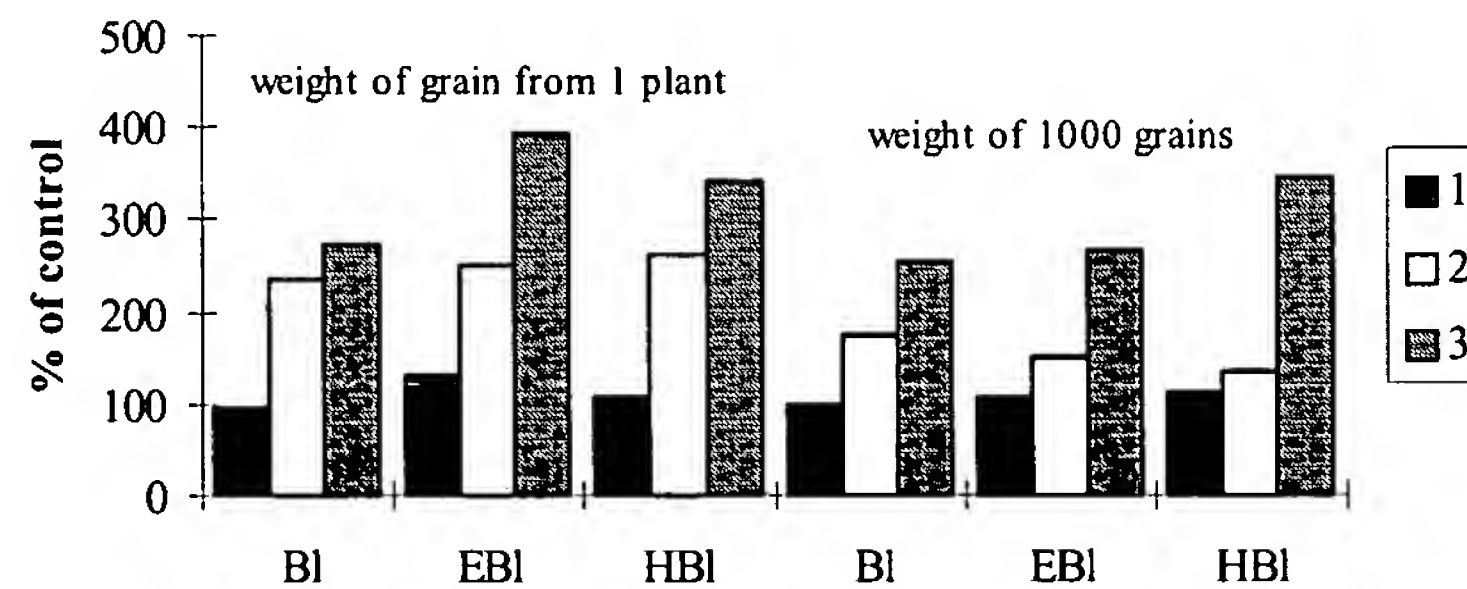 500
weight of grain from 1 plant
400
weight of 1000 grains
300
200
100
0
% of control
1
2
3
Bl EBl HBl Bl EBl HBl